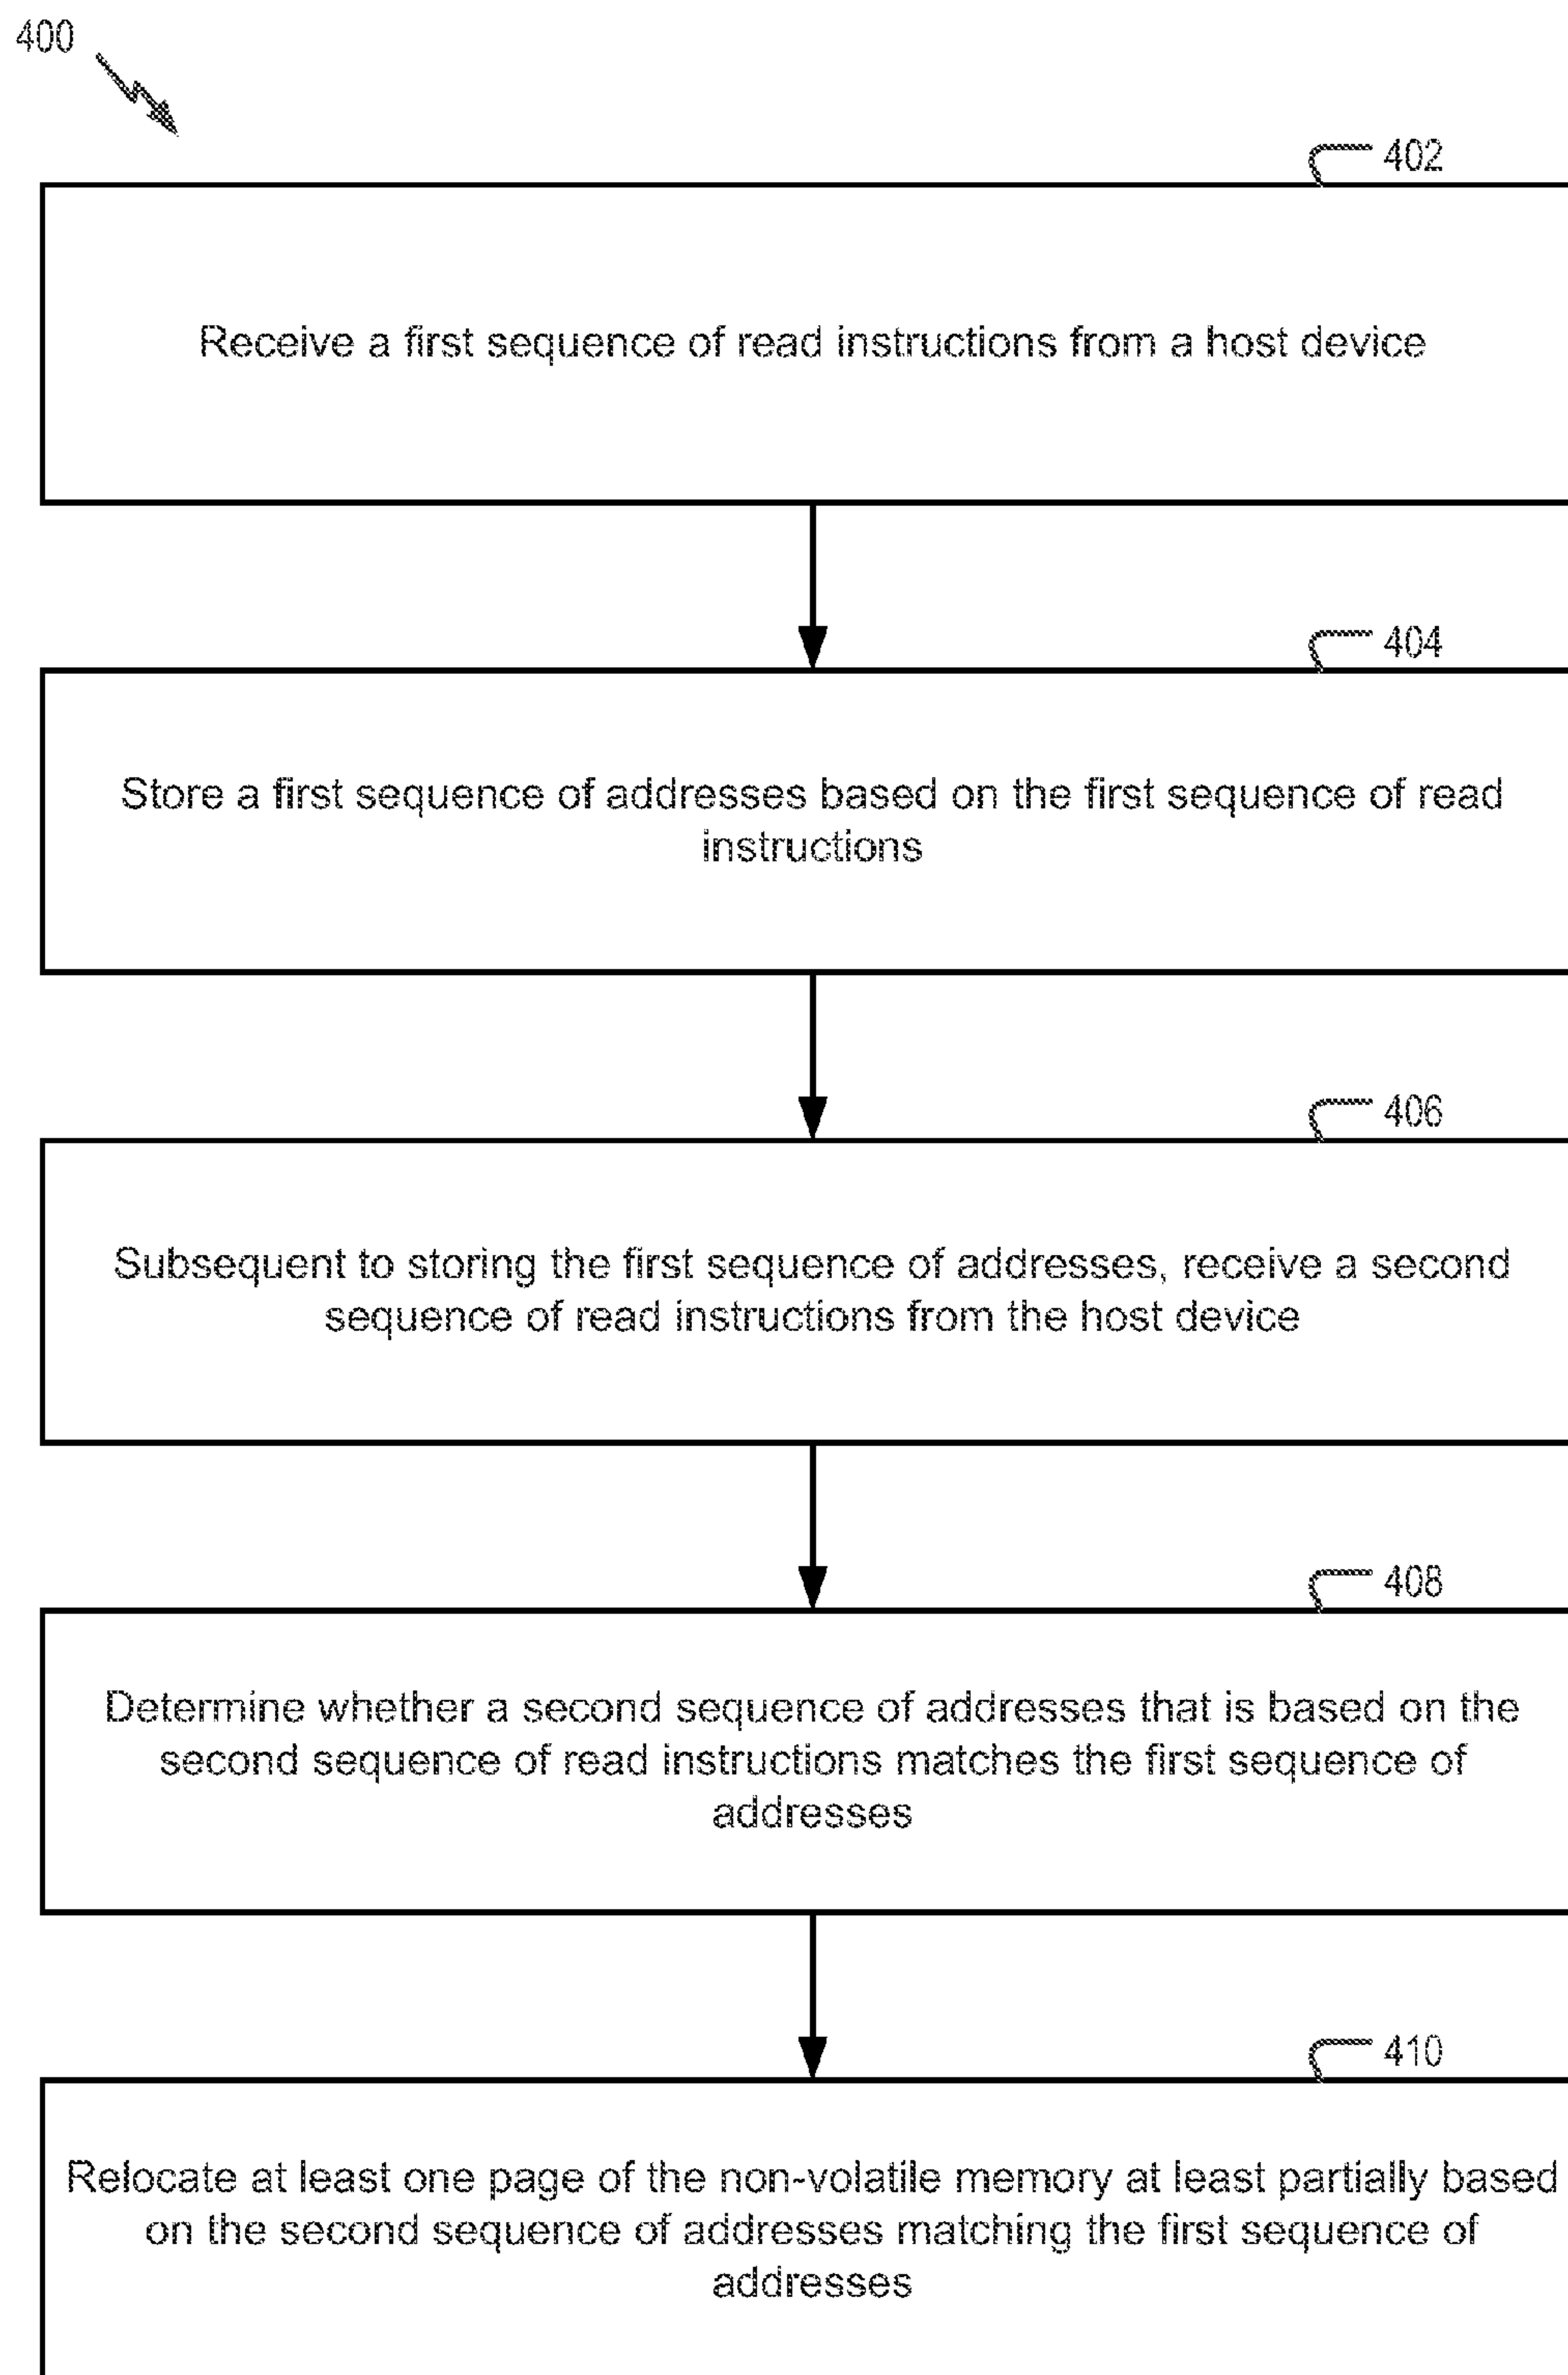 400
402
Receive a first sequence of read instructions from a host device
404
Store a first sequence of addresses based on the first sequence of read
instructions
406
Subsequent to storing the first sequence of addresses, receive a second
sequence of read instructions from the host device
408
Determine whether a second sequence of addresses that is based on the
second sequence of read instructions matches the first sequence of
addresses
410
Relocate at least one page of the non-volatile memory at least partially based
on the second sequence of addresses matching the first sequence of
addresses